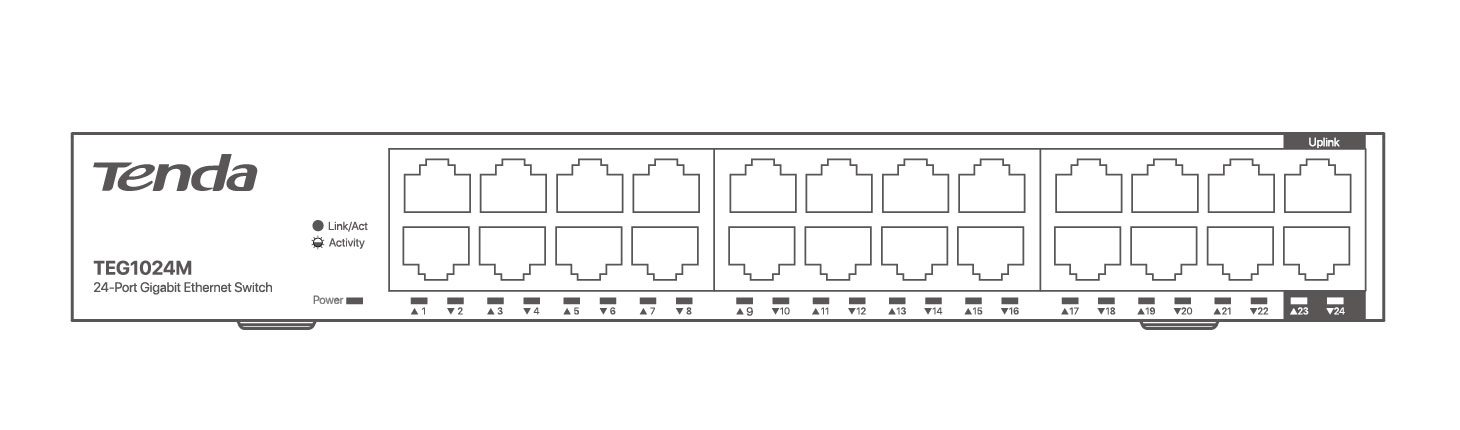 Uplink
Tenda
Link/Act
Activity
TEG1024M
24-Port Gigabit Ethernet Switch
Power
▲1 ▼2 ▲3 ▼4 ▲5 ▼6 ▲7 ▼8 ▲9 ▼10 ▲11 ▼12 ▲13 ▼14 ▲15 ▼16 ▲17 ▼18 ▲19 ▼20 ▲21 ▼22 ▲23 ▼24